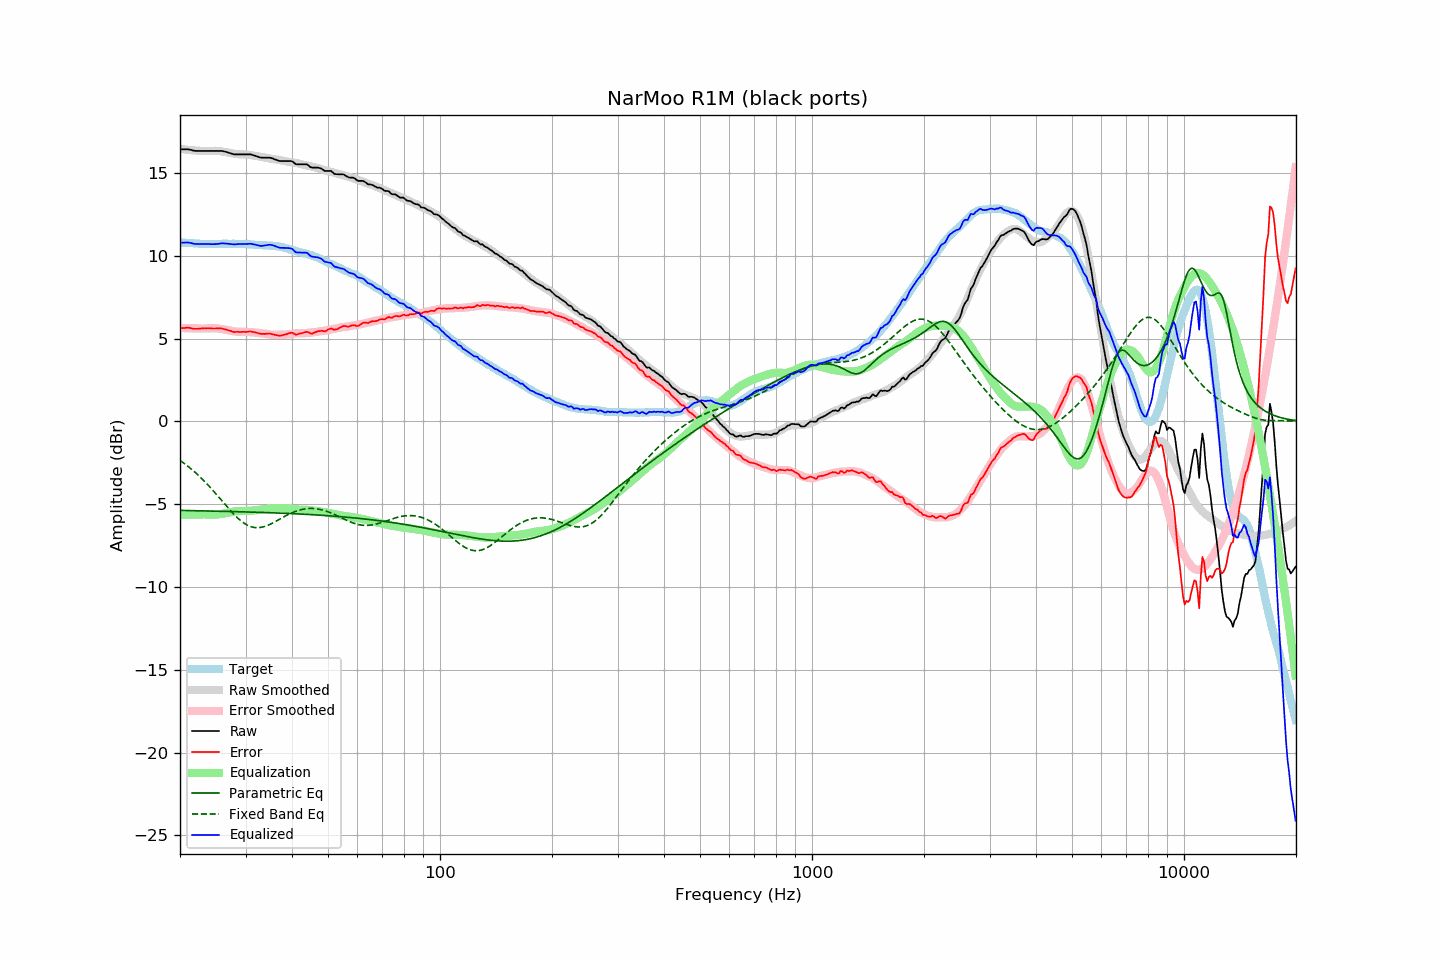 NarMoo R1M (black ports)
15
10
5
0
−5
−10
−15
−20
−25
Amplitude (dBr)
Target
Raw Smoothed
Error Smoothed
Raw
Error
Equalization
Parametric Eq
Fixed Band Eq
Equalized
100
1000
10000
Frequency (Hz)